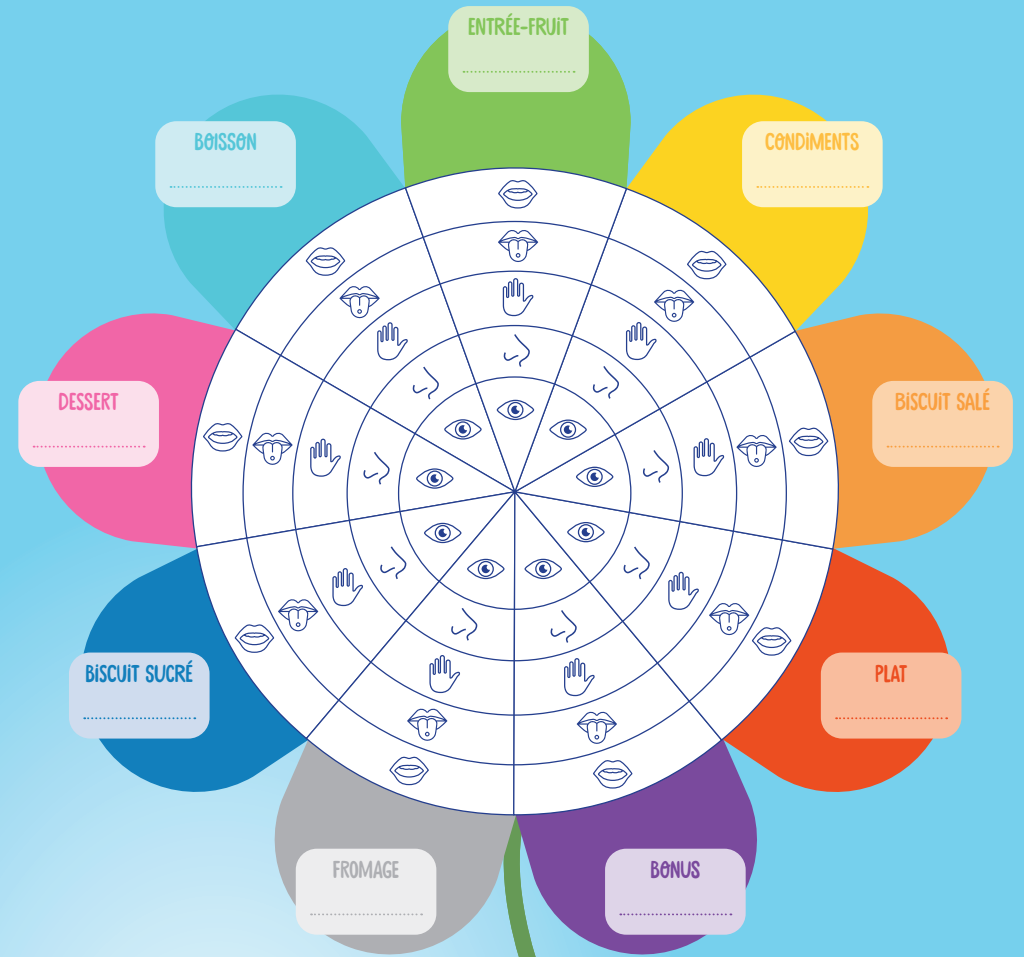 ENTRÉE-FRUiT
BOISSON
CONDiMENTS
DESSERT
BiSCUiT SALÉ
BiSCUiT SUCRÉ
PLAT
FROMAGE
BONUS